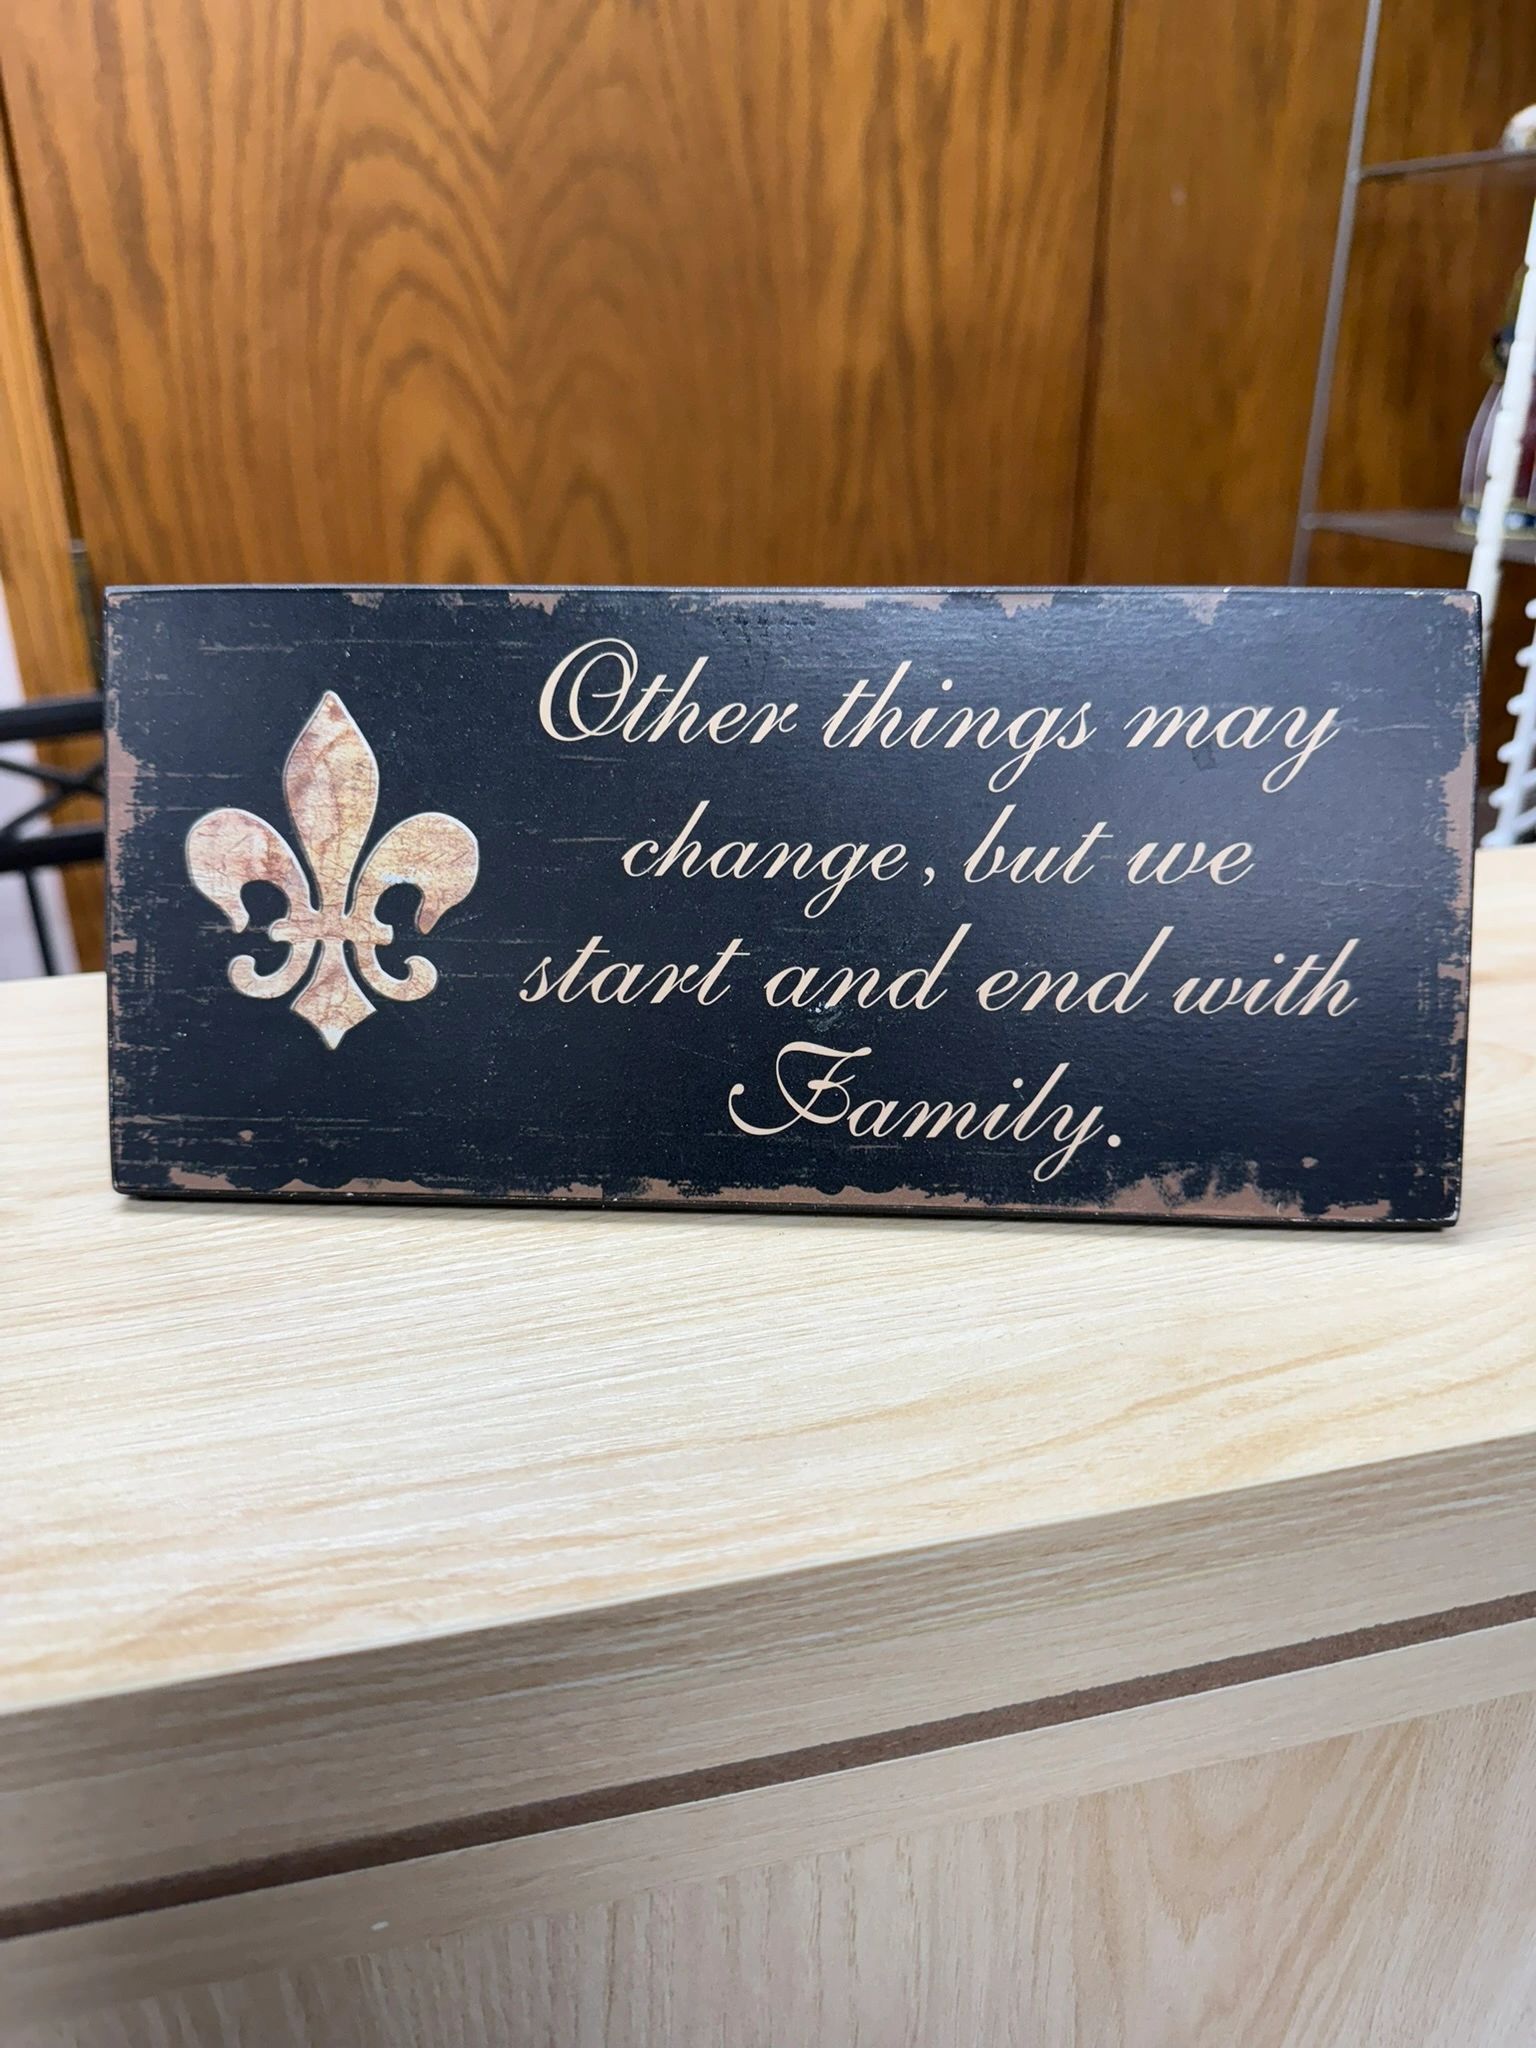 Other things may
change, but we
start and end with
Family.